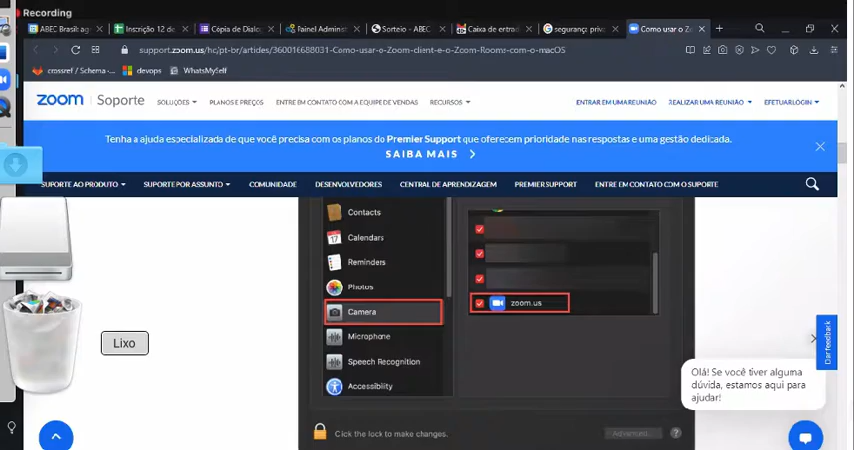 Recording
ABEC Brasil: ag
Inscrição 12 de
Cópia de Dialog
Painel Administ
Sorteio - ABEC
Caixa de entrad
segurança priva
Como usar o Zo
support.zoom.us/hc/pt-br/articles/360016688031-Como-usar-o-Zoom-client-e-o-Zoom-Rooms-com-o-macOS
crossref / Schema -...
devops
WhatsMySelf
zoom | Soporte
SOLUÇÕES
PLANOS E PREÇOS
ENTRE EM CONTATO COM A EQUIPE DE VENDAS
RECURSOS
ENTRAR EM UMA REUNIÃO
REALIZAR UMA REUNIÃO
EFETUAR LOGIN
Tenha a ajuda especializada de que você precisa com os planos do Premier Support que oferecem prioridade nas respostas e uma gestão dedicada.
SAIBA MAIS
SUPORTE AO PRODUTO
SUPORTE POR ASSUNTO
COMUNIDADE
DESENVOLVEDORES
CENTRAL DE APRENDIZAGEM
PREMIER SUPPORT
ENTRE EM CONTATO COM O SUPORTE
Contacts
Calendars
Reminders
Photos
Camera
zoom.us
Microphone
Speech Recognition
Accessibility
Lixo
Dar feedback
Olá! Se você tiver alguma
dúvida, estamos aqui para
ajudar!
Click the lock to make changes.
Advanced...
?